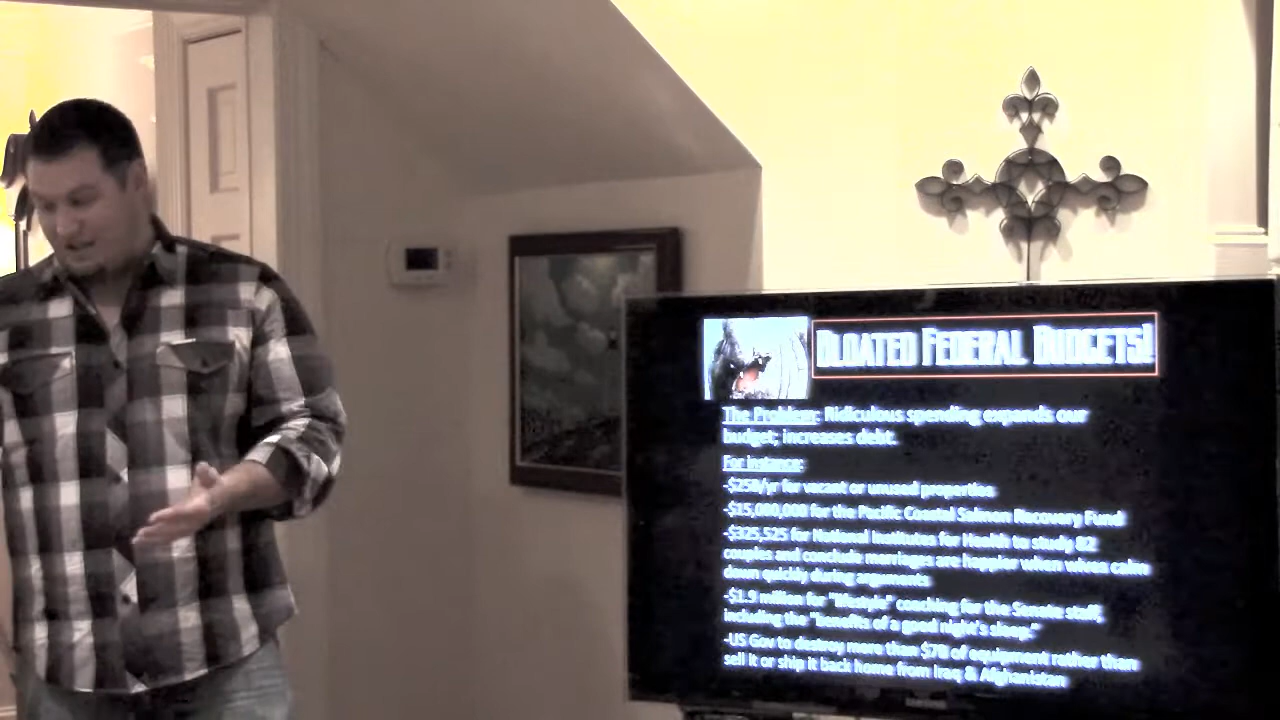 BLOATED FEDERAL BUDGETS!
The Problem: Ridiculous spending expands our
budget; increases debt.
For instance:
-$25B/yr for vacant or unused properties
-$15,000,000 for the Pacific Coastal Salmon Recovery Fund
-$325,525 for National Institutes for Health to study 82
couples and conclude marriages are happier when wives calm
down quickly during arguments
-$1.9 million for "lifestyle" coaching for the Senate staff,
including the "benefits of a good night's sleep."
-US Gov to destroy more than $7B of equipment rather than
sell it or ship it back home from Iraq & Afghanistan